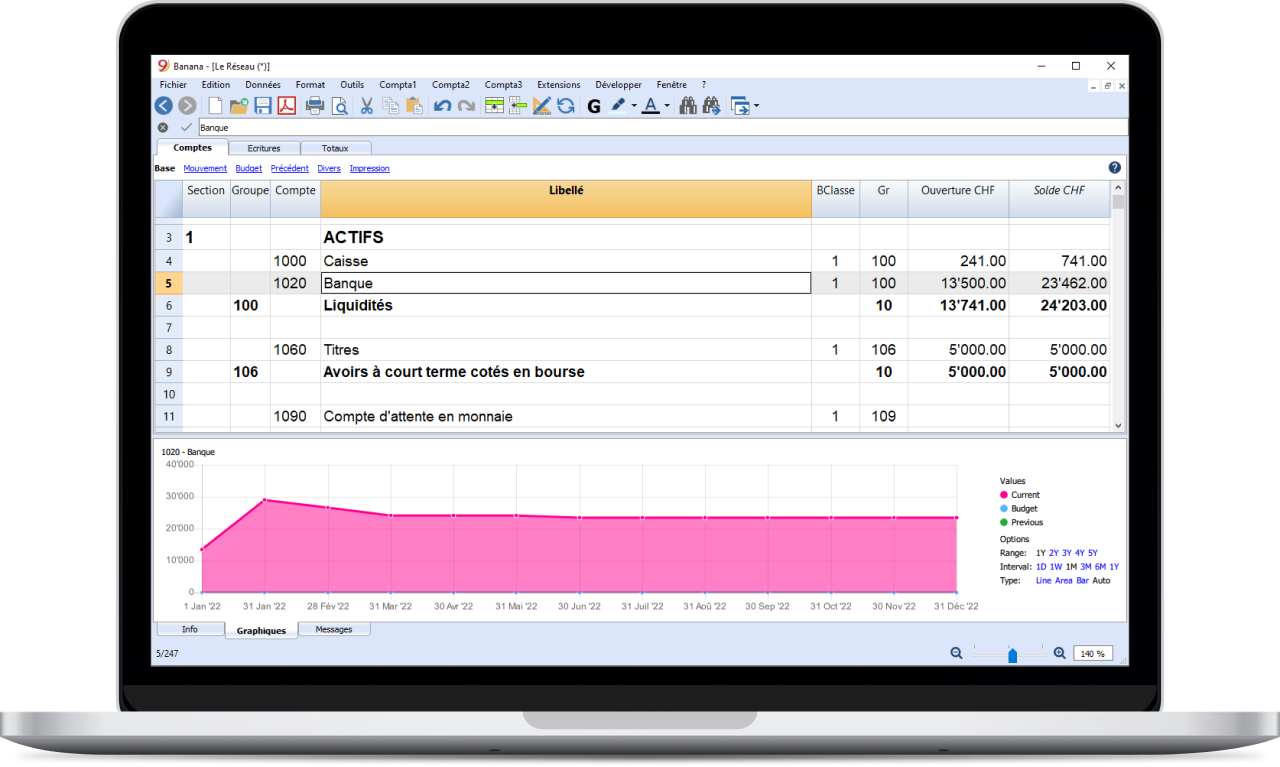 9 Banana - [Le Réseau (*)]
Fichier Edition Données Format Outils Compta1 Compta2 Compta3 Extensions Développer Fenêtre ?
G A
Banque
Comptes Ecritures Totaux
Base Mouvement Budget Précédent Divers Impression ?
Section Groupe Compte Libellé BClasse Gr Ouverture CHF Solde CHF
3 1 ACTIFS
4 1000 Caisse 1 100 241.00 741.00
5 1020 Banque 1 100 13'500.00 23'462.00
6 100 Liquidités 10 13'741.00 24'203.00
7
8 1060 Titres 1 106 5'000.00 5'000.00
9 106 Avoirs à court terme cotés en bourse 10 5'000.00 5'000.00
10
11 1090 Compte d'attente en monnaie 1 109
1020 - Banque
40'000
30'000
20'000
10'000
0
1 Jan '22 31 Jan '22 28 Fév '22 31 Mar '22 30 Avr '22 31 Mai '22 30 Jun '22 31 Juil '22 31 Aoû '22 30 Sep '22 31 Oct '22 30 Nov '22 31 Déc '22
Values
Current
Budget
Previous
Options
Range: 1Y 2Y 3Y 4Y 5Y
Interval: 1D 1W 1M 3M 6M 1Y
Type: Line Area Bar Auto
Info Graphiques Messages
5/247 140 %